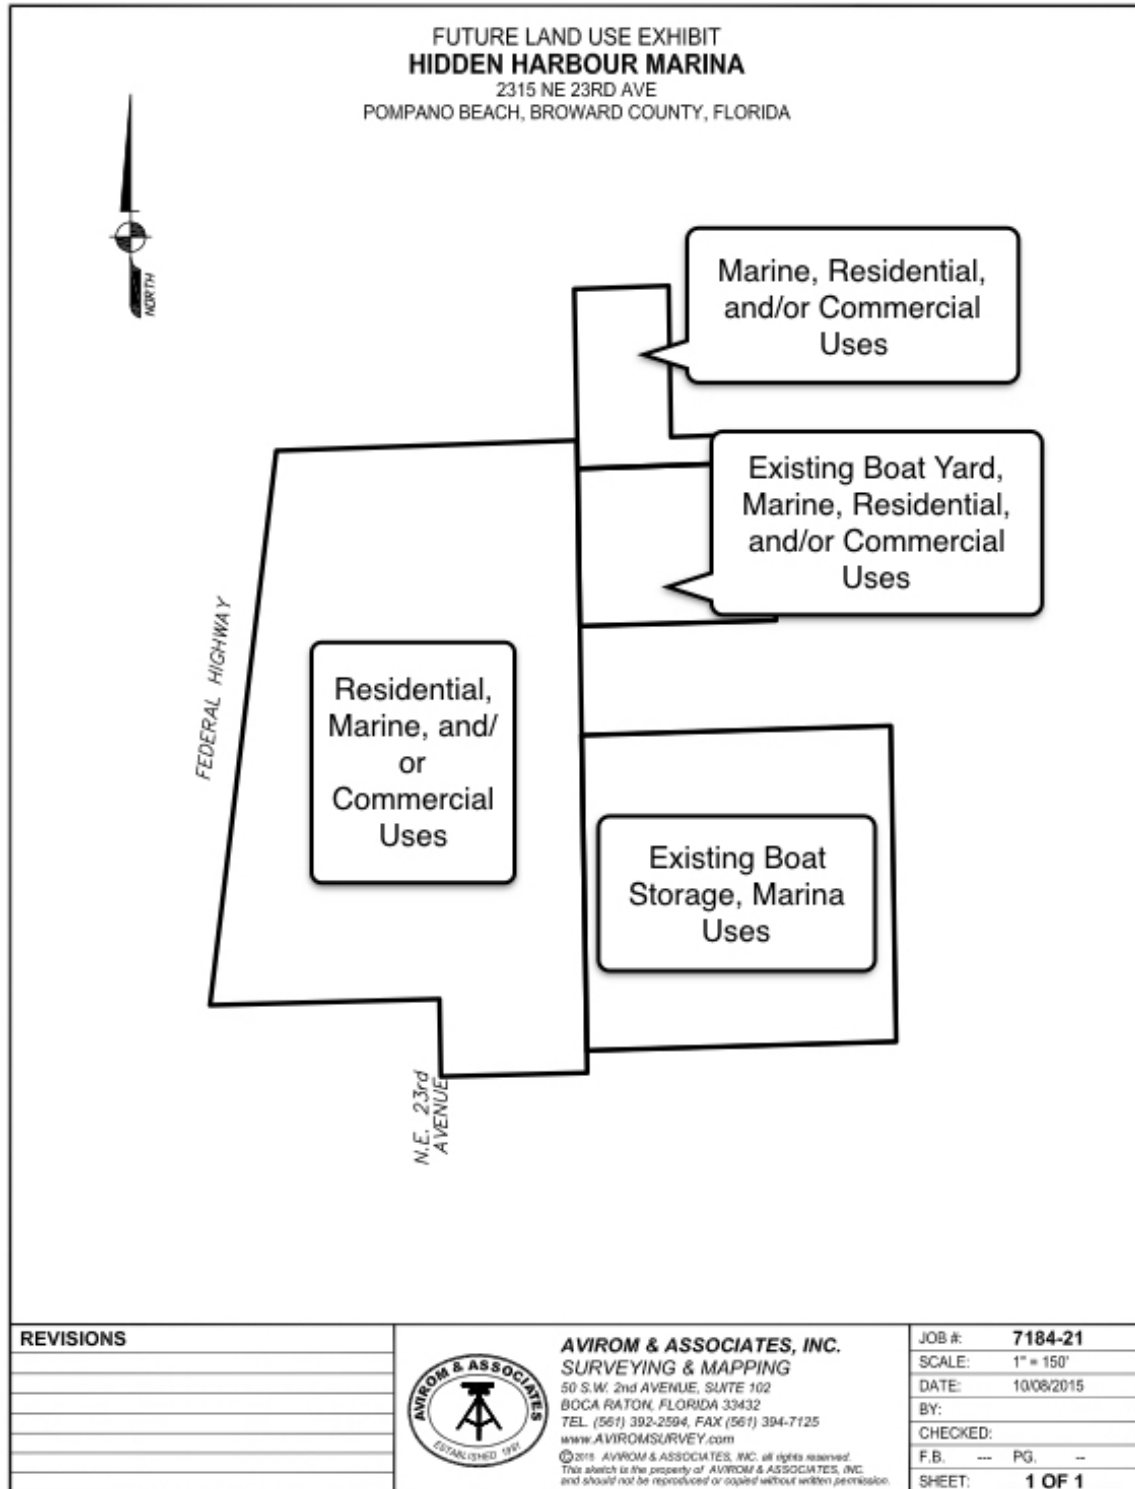 FUTURE LAND USE EXHIBIT
HIDDEN HARBOUR MARINA
2315 NE 23RD AVE
POMPANO BEACH, BROWARD COUNTY, FLORIDA
NORTH
Marine, Residential,
and/or Commercial
Uses
Existing Boat Yard,
Marine, Residential,
and/or Commercial
Uses
FEDERAL HIGHWAY
Residential,
Marine, and/
or
Commercial
Uses
Existing Boat
Storage, Marina
Uses
N.E. 23rd
AVENUE
REVISIONS
AVIROM & ASSOCIATES
ESTABLISHED 1981
AVIROM & ASSOCIATES, INC.
SURVEYING & MAPPING
50 S.W. 2nd AVENUE, SUITE 102
BOCA RATON, FLORIDA 33432
TEL. (561) 392-2594, FAX (561) 394-7125
www.AVIROMSURVEY.com
©2015 AVIROM & ASSOCIATES, INC. all rights reserved.
This sketch is the property of AVIROM & ASSOCIATES, INC.
and should not be reproduced or copied without written permission.
JOB #: 7184-21
SCALE: 1" = 150'
DATE: 10/08/2015
BY:
CHECKED:
F.B. --- PG. --
SHEET: 1 OF 1